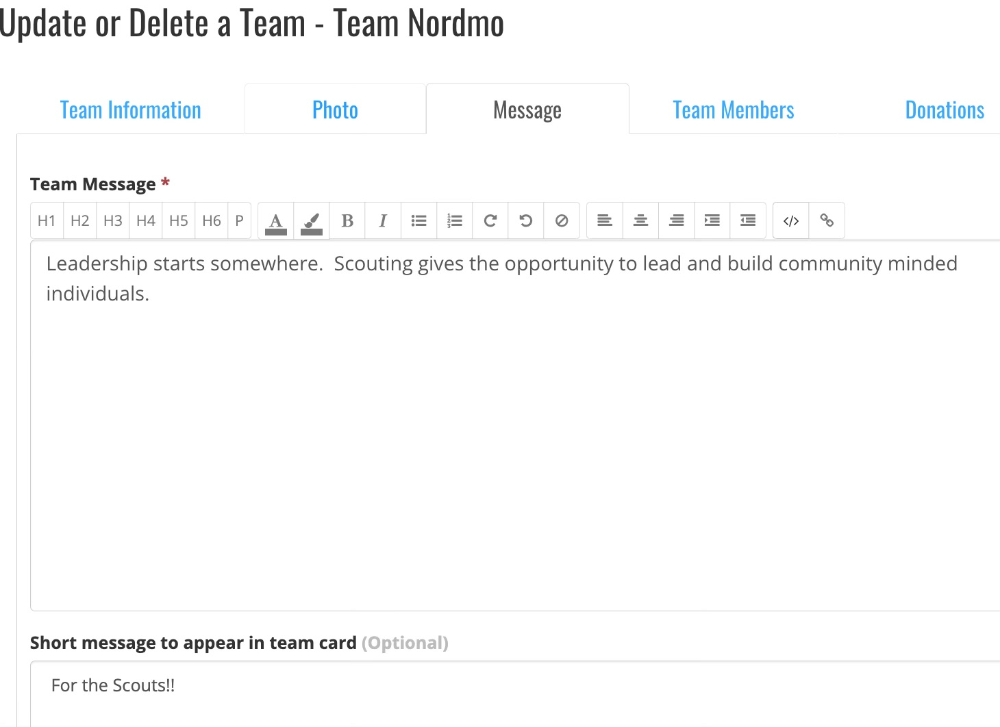 Update or Delete a Team - Team Nordmo
Team Information Photo Message Team Members Donations
Team Message *
H1 H2 H3 H4 H5 H6 P A B I
Leadership starts somewhere.  Scouting gives the opportunity to lead and build community minded
individuals.
Short message to appear in team card (Optional)
For the Scouts!!